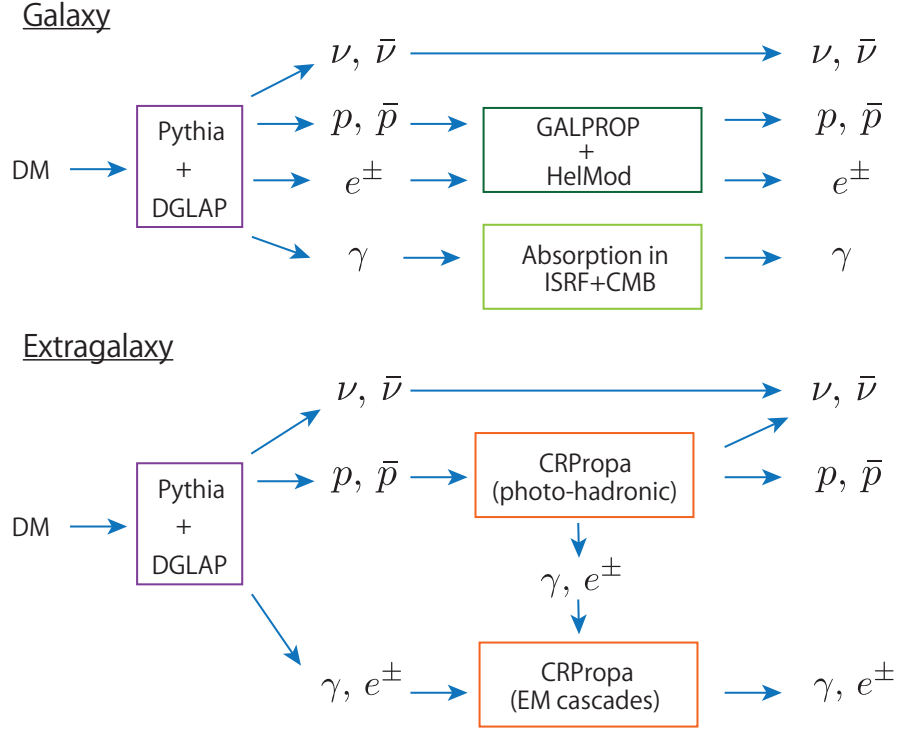 Galaxy
ν, ν̄
ν, ν̄
Pythia
+
DGLAP
p, p̄
GALPROP
+
HelMod
p, p̄
DM
e±
e±
γ
Absorption in
ISRF+CMB
γ
Extragalaxy
ν, ν̄
ν, ν̄
Pythia
+
DGLAP
p, p̄
CRPropa
(photo-hadronic)
p, p̄
DM
γ, e±
γ, e±
CRPropa
(EM cascades)
γ, e±